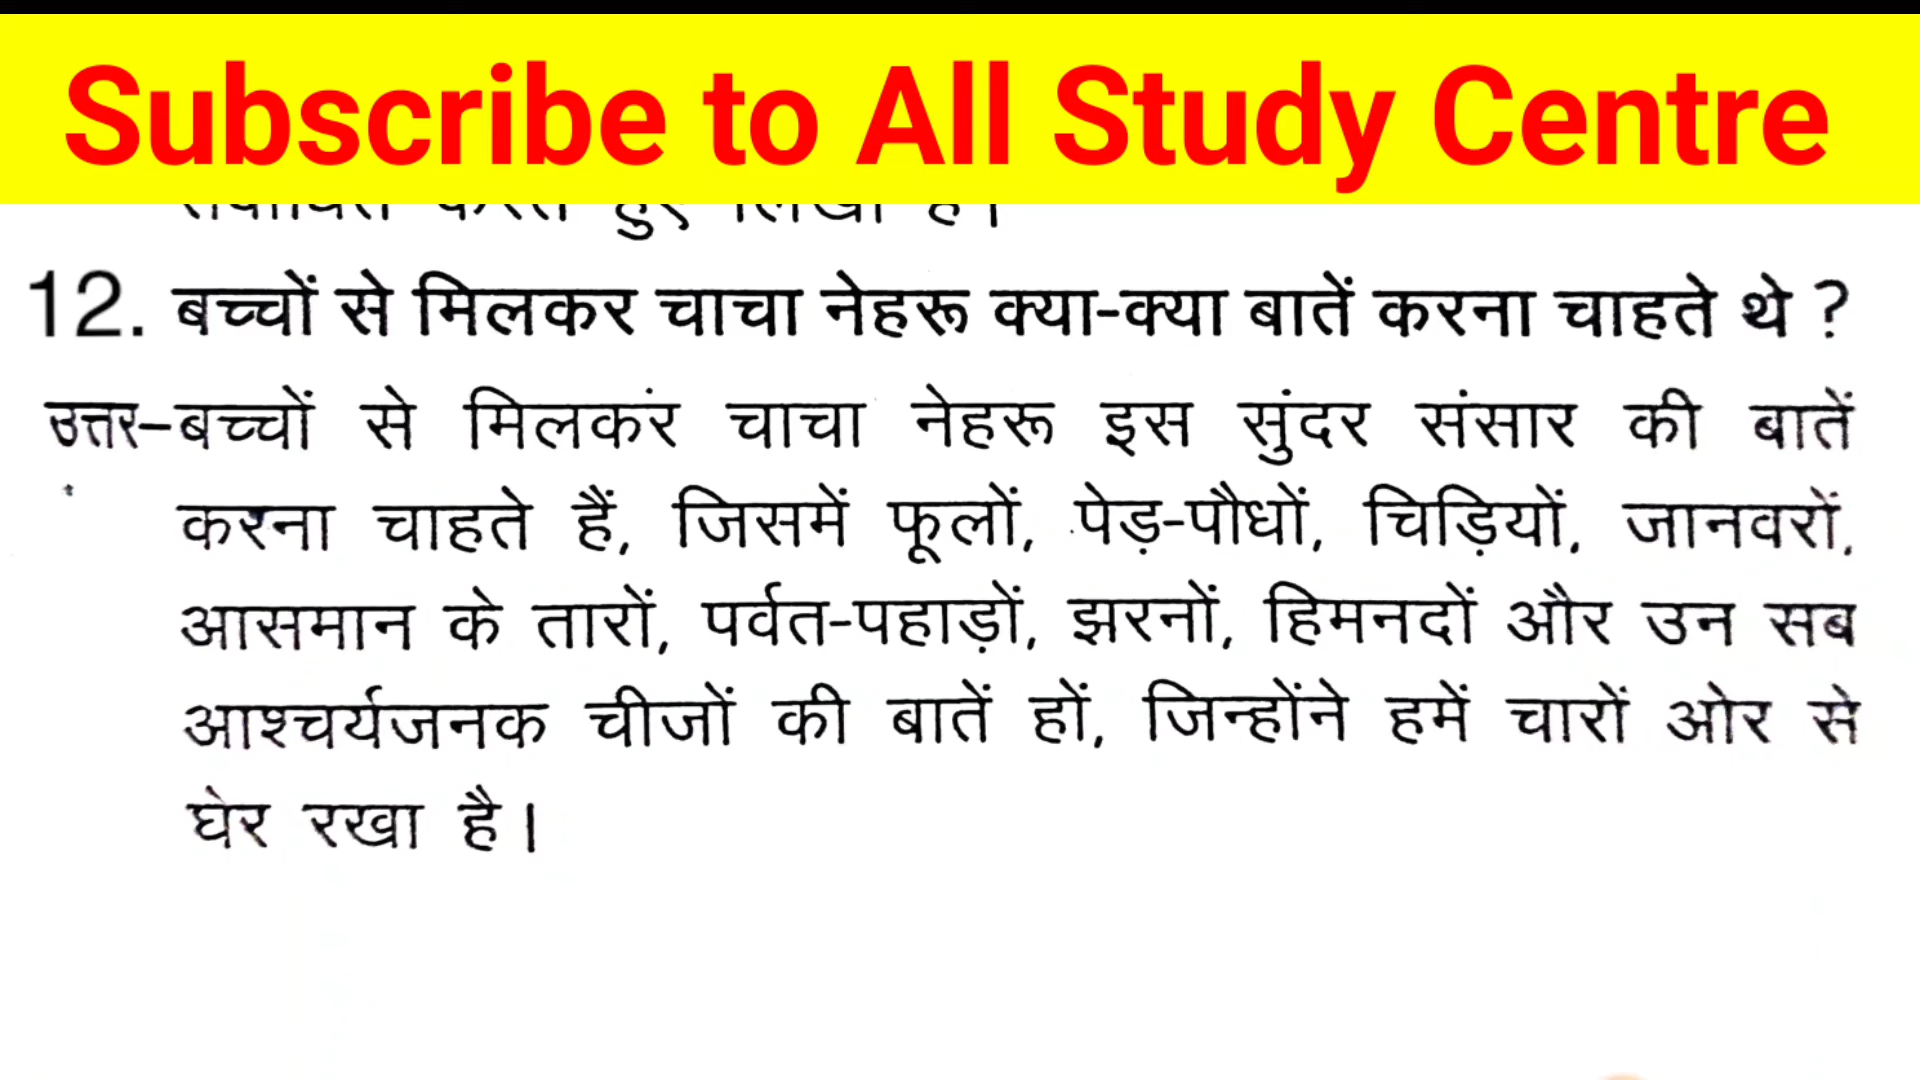 Subscribe to All Study Centre
हुए
12. बच्चों से मिलकर चाचा नेहरू क्या-क्या बातें करना चाहते थे ?
उत्तर–बच्चों से मिलकर चाचा नेहरू इस सुंदर संसार की बातें
करना चाहते हैं, जिसमें फूलों, पेड़-पौधों, चिड़ियों, जानवरों,
आसमान के तारों, पर्वत-पहाड़ों, झरनों, हिमनदों और उन सब
आश्चर्यजनक चीजों की बातें हों, जिन्होंने हमें चारों ओर से
घेर रखा है।